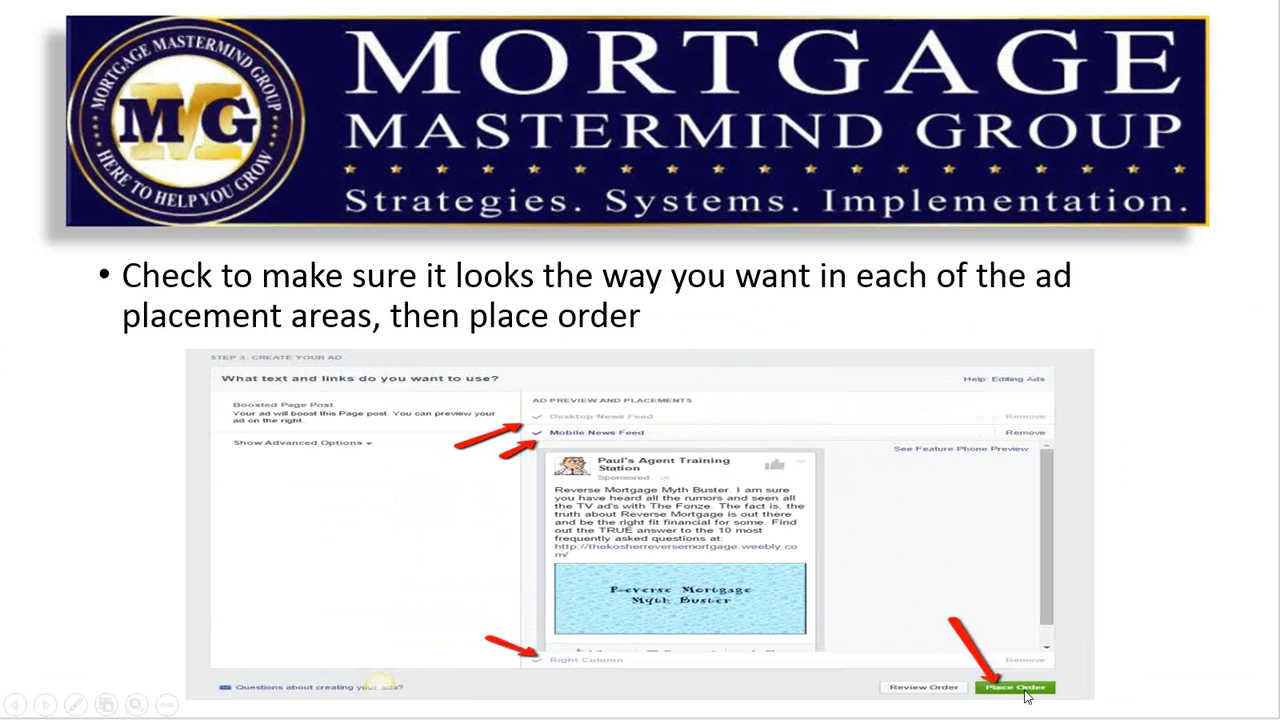 MORTGAGE MASTERMIND GROUP
MMG
HERE TO HELP YOU GROW
MORTGAGE
MASTERMIND GROUP
Strategies. Systems. Implementation.
• Check to make sure it looks the way you want in each of the ad
placement areas, then place order
STEP 3: CREATE YOUR AD
What text and links do you want to use?
Help: Editing Ads
Boosted Page Post
Your ad will boost this Page post. You can preview your
ad on the right.
Show Advanced Options
AD PREVIEW AND PLACEMENTS
Desktop News Feed Remove
Mobile News Feed Remove
See Feature Phone Preview
Paul's Agent Training
Station
Sponsored
Reverse Mortgage Myth Buster. I am sure
you have heard all the rumors and seen all
the TV ad's with The Fonze. The fact is, the
truth about Reverse Mortgage is out there
and be the right fit financial for some. Find
out the TRUE answer to the 10 most
frequently asked questions at:
http://thekosherreversemortgage.weebly.co
m/
Reverse Mortgage
Myth Buster
Right Column Remove
Questions about creating your ads?
Review Order
Place Order